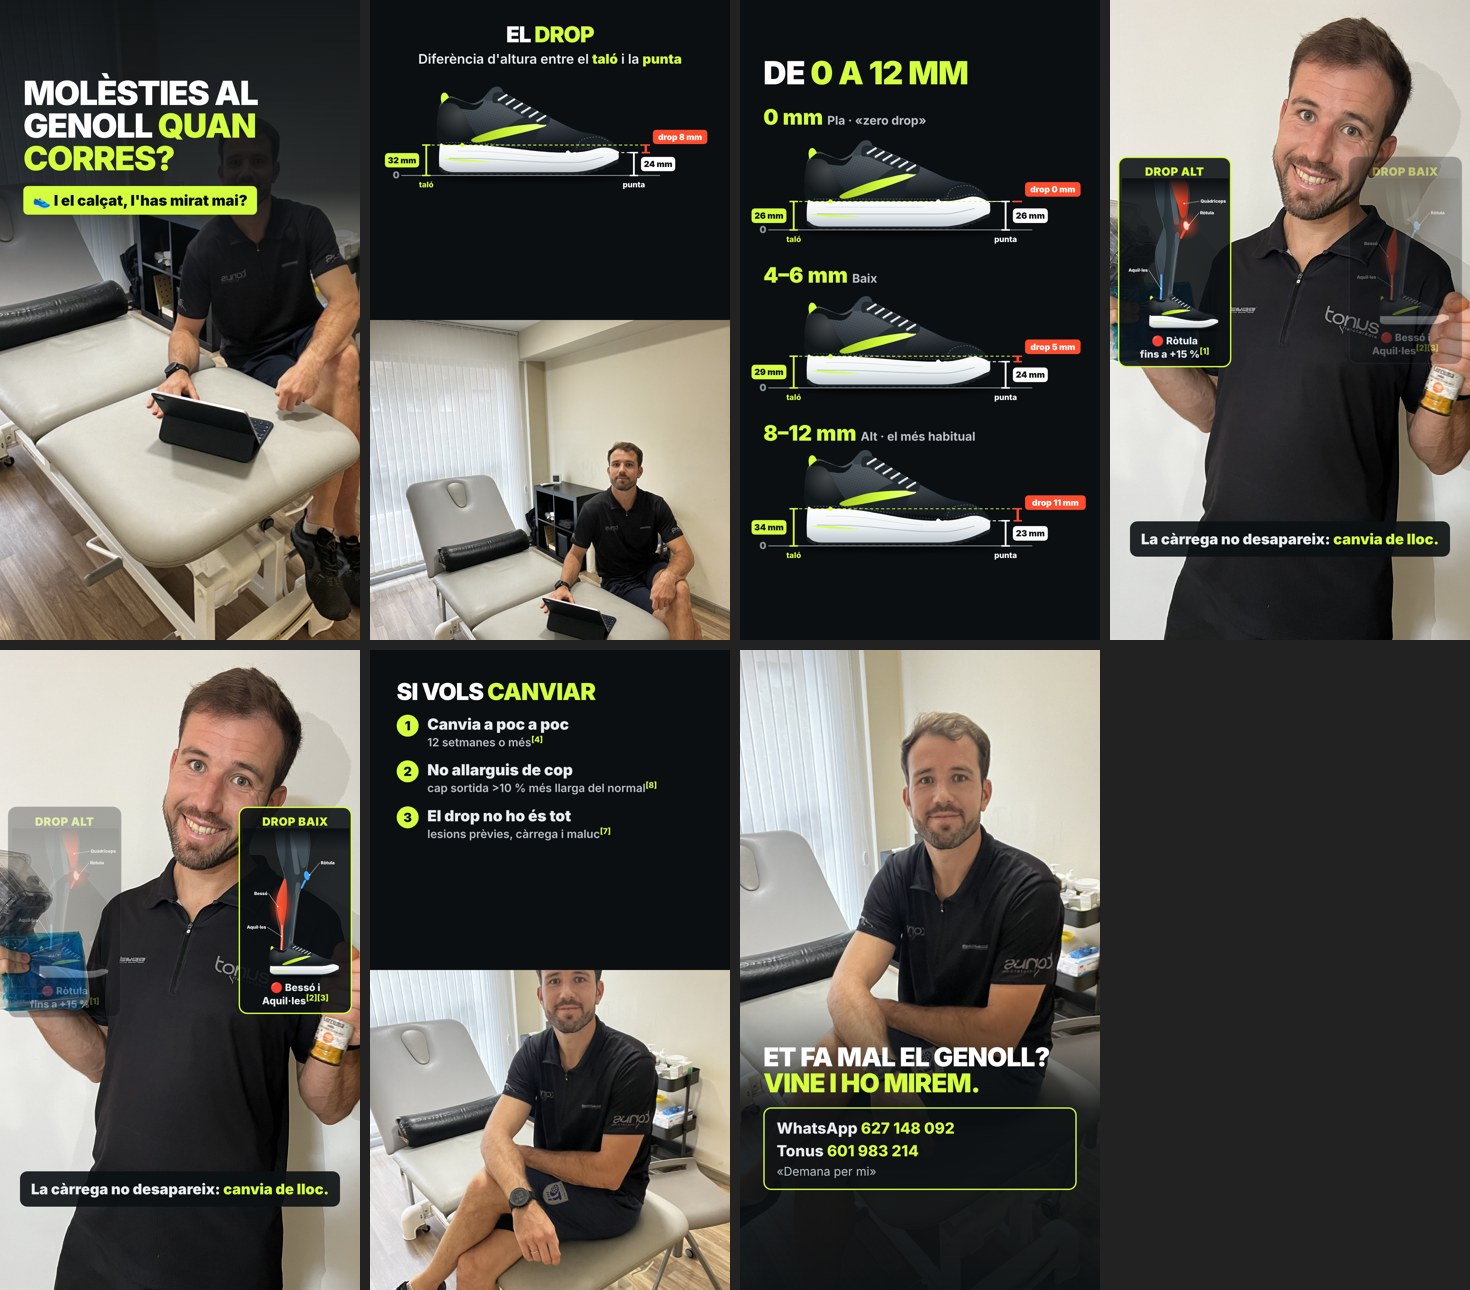 MOLÈSTIES AL
GENOLL QUAN
CORRES?
I el calçat, l'has mirat mai?
EL DROP
Diferència d'altura entre el taló i la punta
drop 8 mm
32 mm
24 mm
0
taló
punta
DE 0 A 12 MM
0 mm Pla · «zero drop»
drop 0 mm
26 mm
26 mm
0
taló
punta
4–6 mm Baix
drop 5 mm
29 mm
24 mm
0
taló
punta
8–12 mm Alt · el més habitual
drop 11 mm
34 mm
23 mm
0
taló
punta
DROP ALT
Quàdriceps
Ròtula
Aquil·les
Ròtula
fins a +15 %[1]
DROP BAIX
Ròtula
Bessó
Aquil·les
Bessó i
Aquil·les[2][3]
tonus
La càrrega no desapareix: canvia de lloc.
DROP ALT
Quàdriceps
Ròtula
Aquil·les
Ròtula
fins a +15 %[1]
DROP BAIX
Ròtula
Bessó
Aquil·les
Bessó i
Aquil·les[2][3]
tonus
La càrrega no desapareix: canvia de lloc.
SI VOLS CANVIAR
1 Canvia a poc a poc
12 setmanes o més[4]
2 No allarguis de cop
cap sortida >10 % més llarga del normal[8]
3 El drop no ho és tot
lesions prèvies, càrrega i maluc[7]
tonus
tonus
ET FA MAL EL GENOLL?
VINE I HO MIREM.
WhatsApp 627 148 092
Tonus 601 983 214
«Demana per mi»